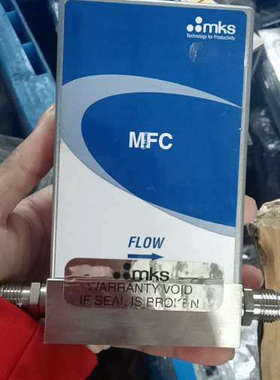 mks
Technology for Productivity
MFC
FLOW
mks
WARRANTY VOID
IF SEAL IS BROKEN